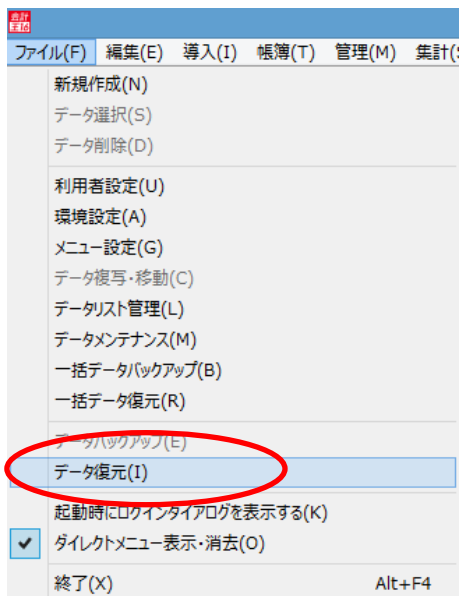 会計
王16
ファイル(F) 編集(E) 導入(I) 帳簿(T) 管理(M) 集計(
新規作成(N)
データ選択(S)
データ削除(D)
利用者設定(U)
環境設定(A)
メニュー設定(G)
データ複写・移動(C)
データリスト管理(L)
データメンテナンス(M)
一括データバックアップ(B)
一括データ復元(R)
データバックアップ(E)
データ復元(I)
起動時にログインダイアログを表示する(K)
ダイレクトメニュー表示・消去(O)
終了(X) Alt+F4